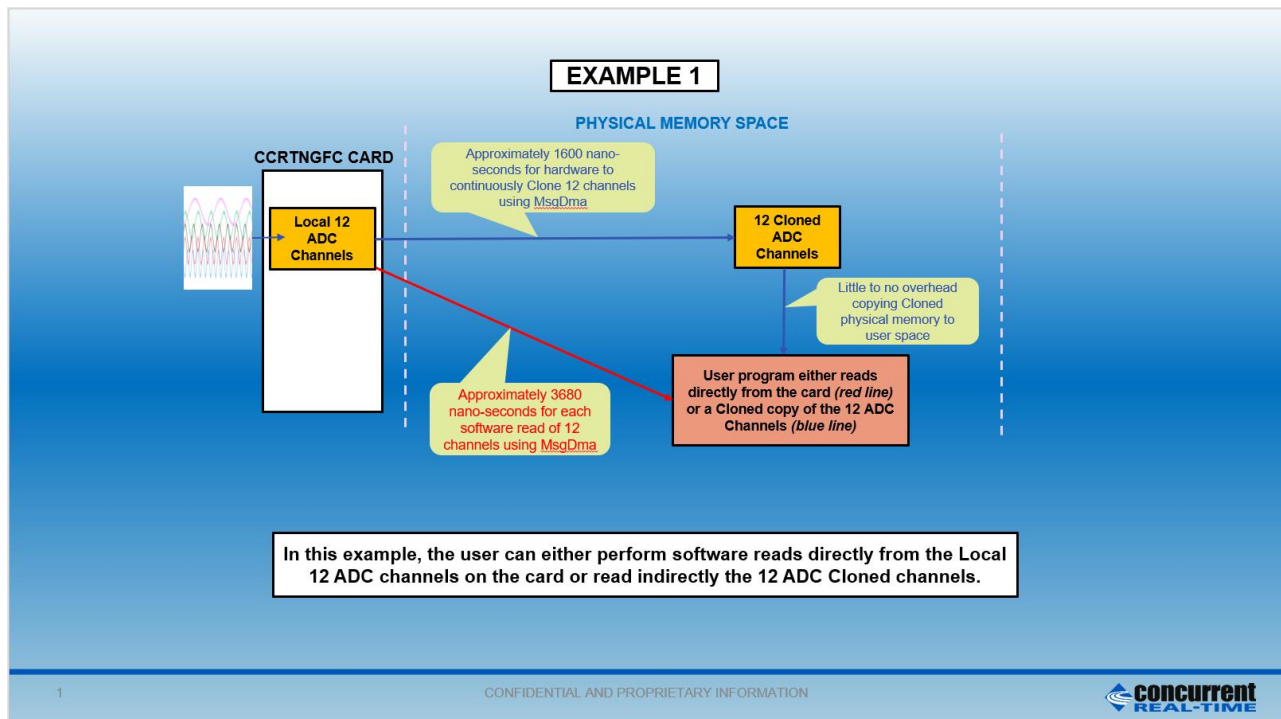 EXAMPLE 1
PHYSICAL MEMORY SPACE
CCRTNGFC CARD
Approximately 1600 nano-
seconds for hardware to
continuously Clone 12 channels
using MsgDma
Local 12
ADC
Channels
12 Cloned
ADC
Channels
Little to no overhead
copying Cloned
physical memory to
user space
User program either reads
directly from the card (red line)
or a Cloned copy of the 12 ADC
Channels (blue line)
Approximately 3680
nano-seconds for each
software read of 12
channels using MsgDma
In this example, the user can either perform software reads directly from the Local
12 ADC channels on the card or read indirectly the 12 ADC Cloned channels.
1
CONFIDENTIAL AND PROPRIETARY INFORMATION
concurrent
REAL-TIME